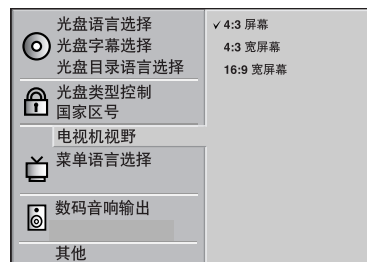 光盘语言选择
光盘字幕选择
光盘目录语言选择
光盘类型控制
国家区号
电视机视野
菜单语言选择
数码音响输出
其他
✓ 4:3 屏幕
4:3 宽屏幕
16:9 宽屏幕